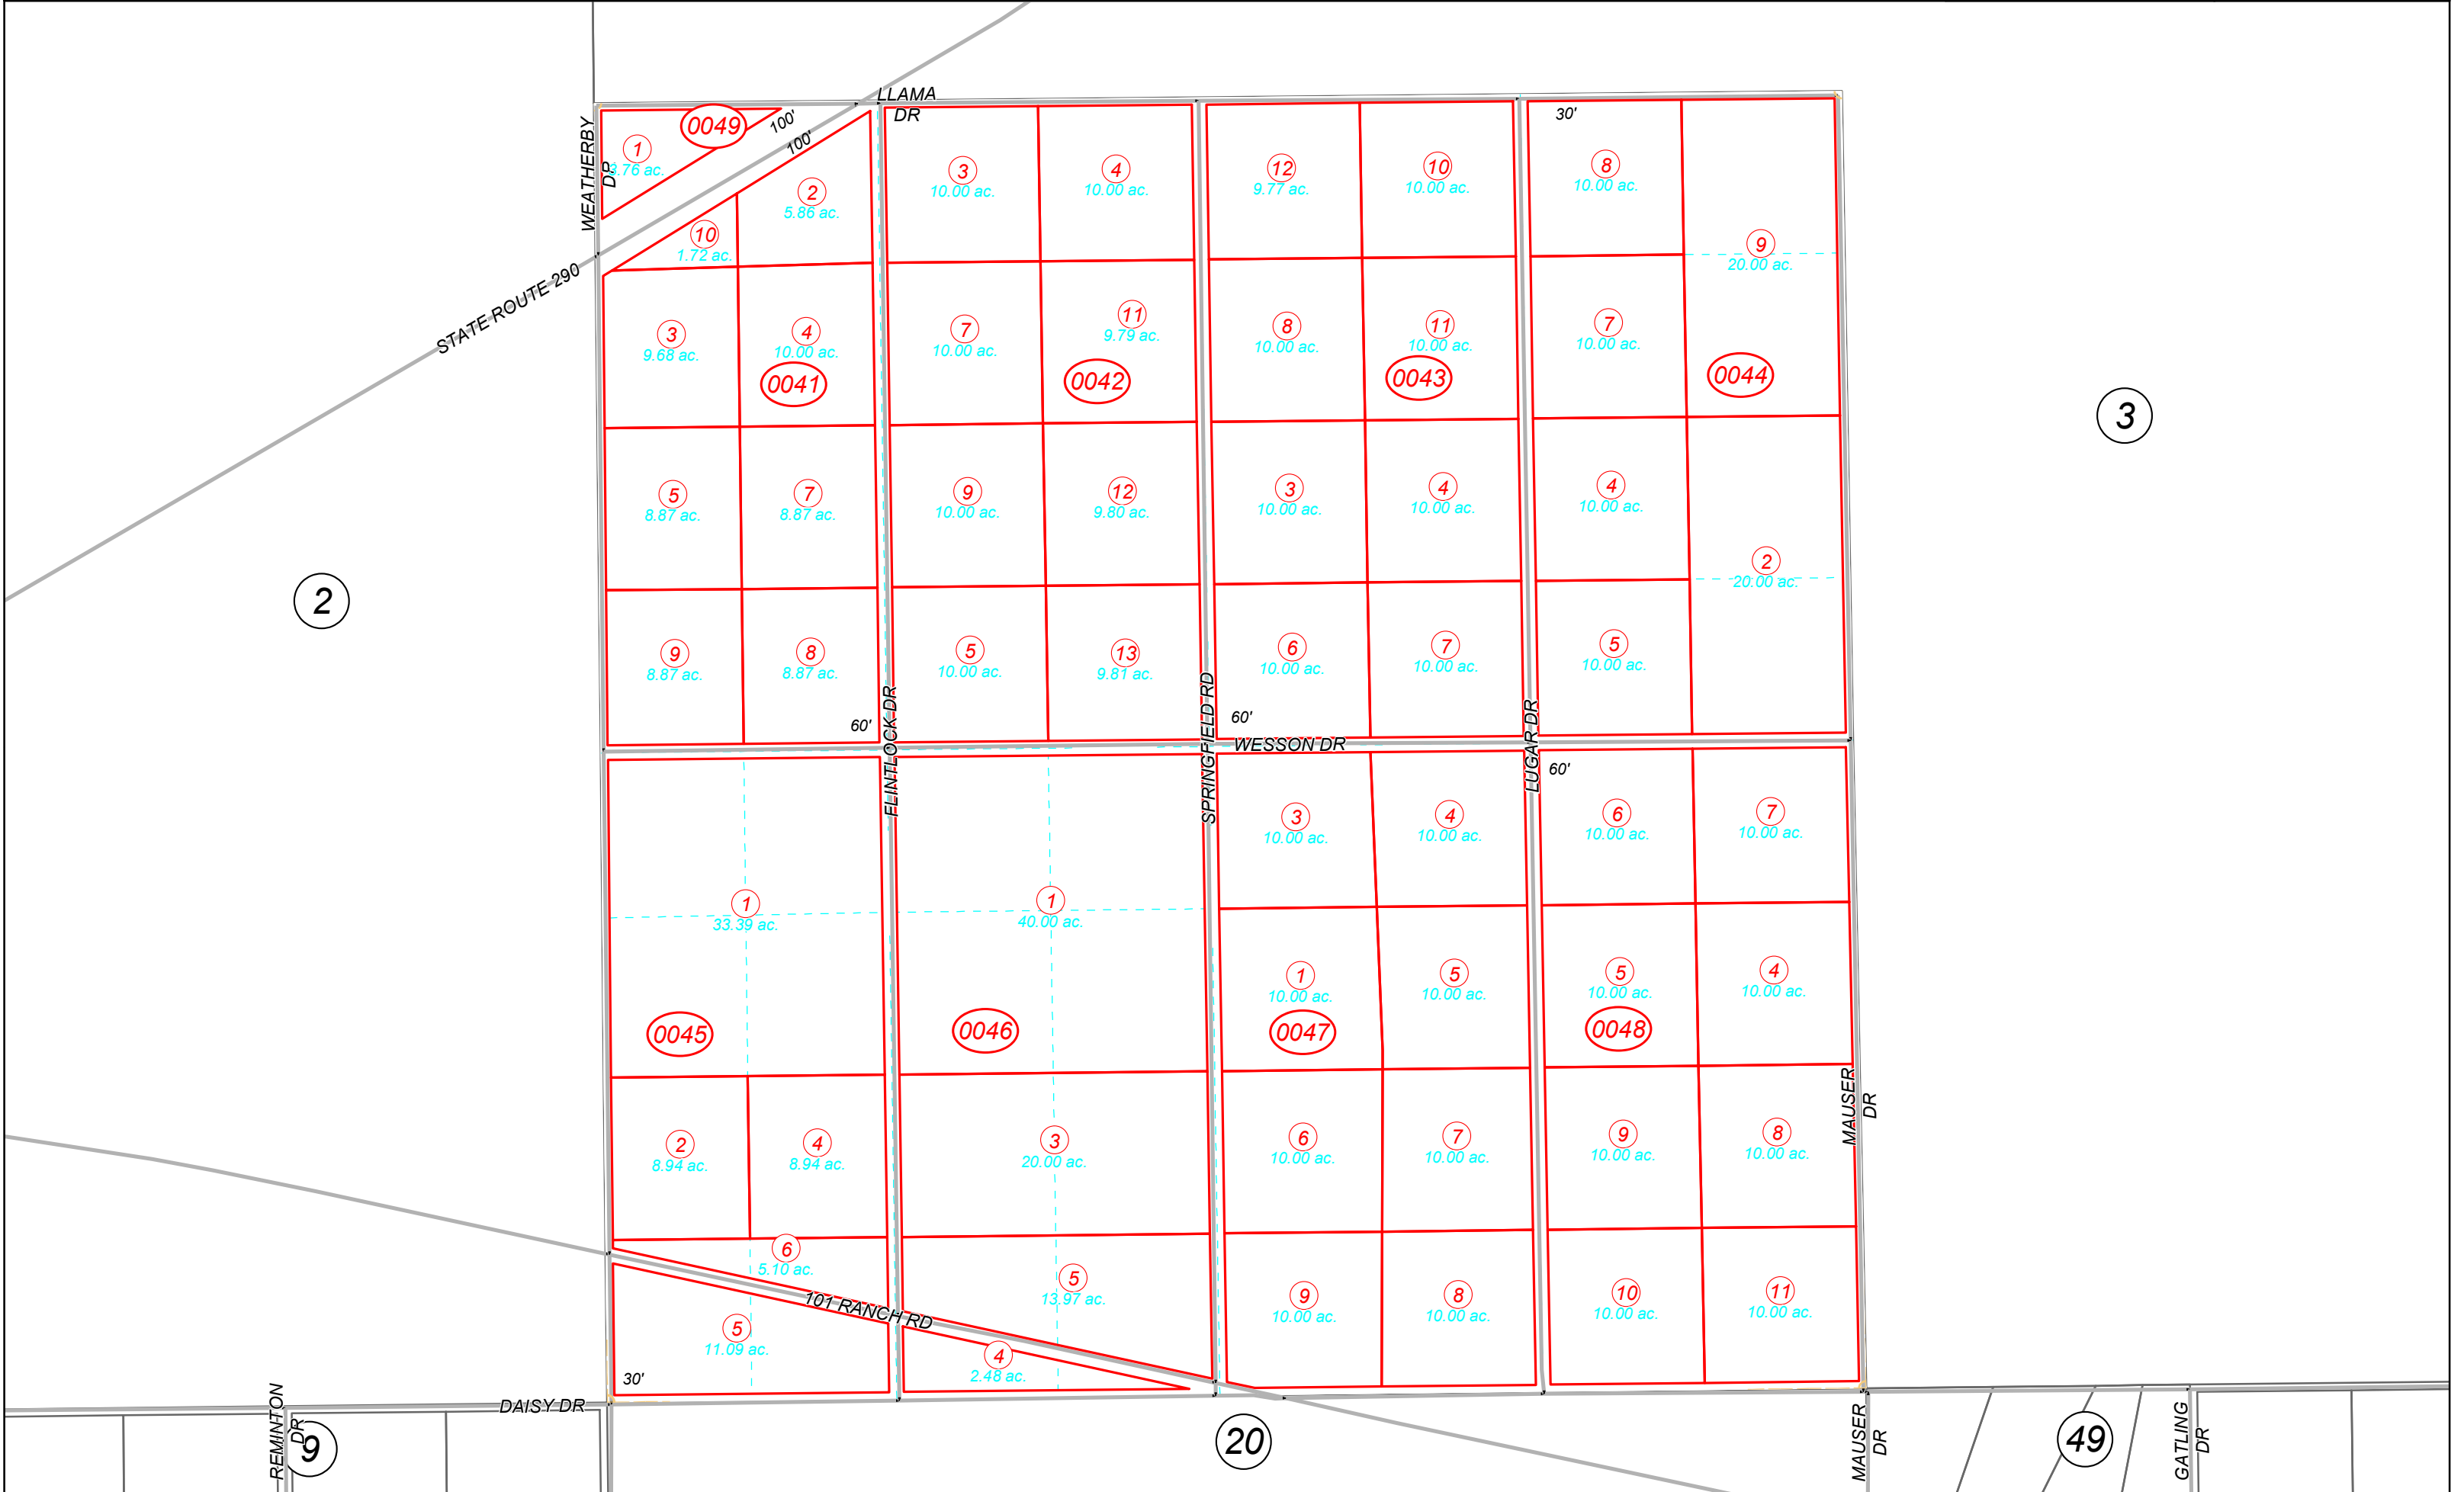 LLAMA
DR
WEATHERBY
DR
STATE ROUTE 290
100'
100'
30'
0049
1
2
5.86 ac.
10
1.72 ac.
3
9.68 ac.
4
10.00 ac.
0041
5
8.87 ac.
7
8.87 ac.
9
8.87 ac.
8
8.87 ac.
60'
3
10.00 ac.
4
10.00 ac.
7
10.00 ac.
11
9.79 ac.
0042
9
10.00 ac.
12
9.80 ac.
5
10.00 ac.
13
9.81 ac.
12
9.77 ac.
10
10.00 ac.
8
10.00 ac.
11
10.00 ac.
0043
3
10.00 ac.
4
10.00 ac.
6
10.00 ac.
7
10.00 ac.
60'
8
10.00 ac.
9
20.00 ac.
7
10.00 ac.
0044
4
10.00 ac.
2
20.00 ac.
5
10.00 ac.
2
3
FLINTLOCK DR
SPRINGFIELD RD
WESSON DR
LUGAR DR
60'
1
33.39 ac.
0045
2
8.94 ac.
4
8.94 ac.
6
5.10 ac.
5
11.09 ac.
30'
101 RANCH RD
1
40.00 ac.
0046
3
20.00 ac.
5
13.97 ac.
4
2.48 ac.
3
10.00 ac.
4
10.00 ac.
1
10.00 ac.
0047
5
10.00 ac.
6
10.00 ac.
7
10.00 ac.
9
10.00 ac.
8
10.00 ac.
6
10.00 ac.
7
10.00 ac.
5
10.00 ac.
0048
4
10.00 ac.
9
10.00 ac.
8
10.00 ac.
10
10.00 ac.
11
10.00 ac.
MAUSER
DR
DAISY DR
REMINTON
DR
9
20
MAUSER
DR
49
GATLING
DR